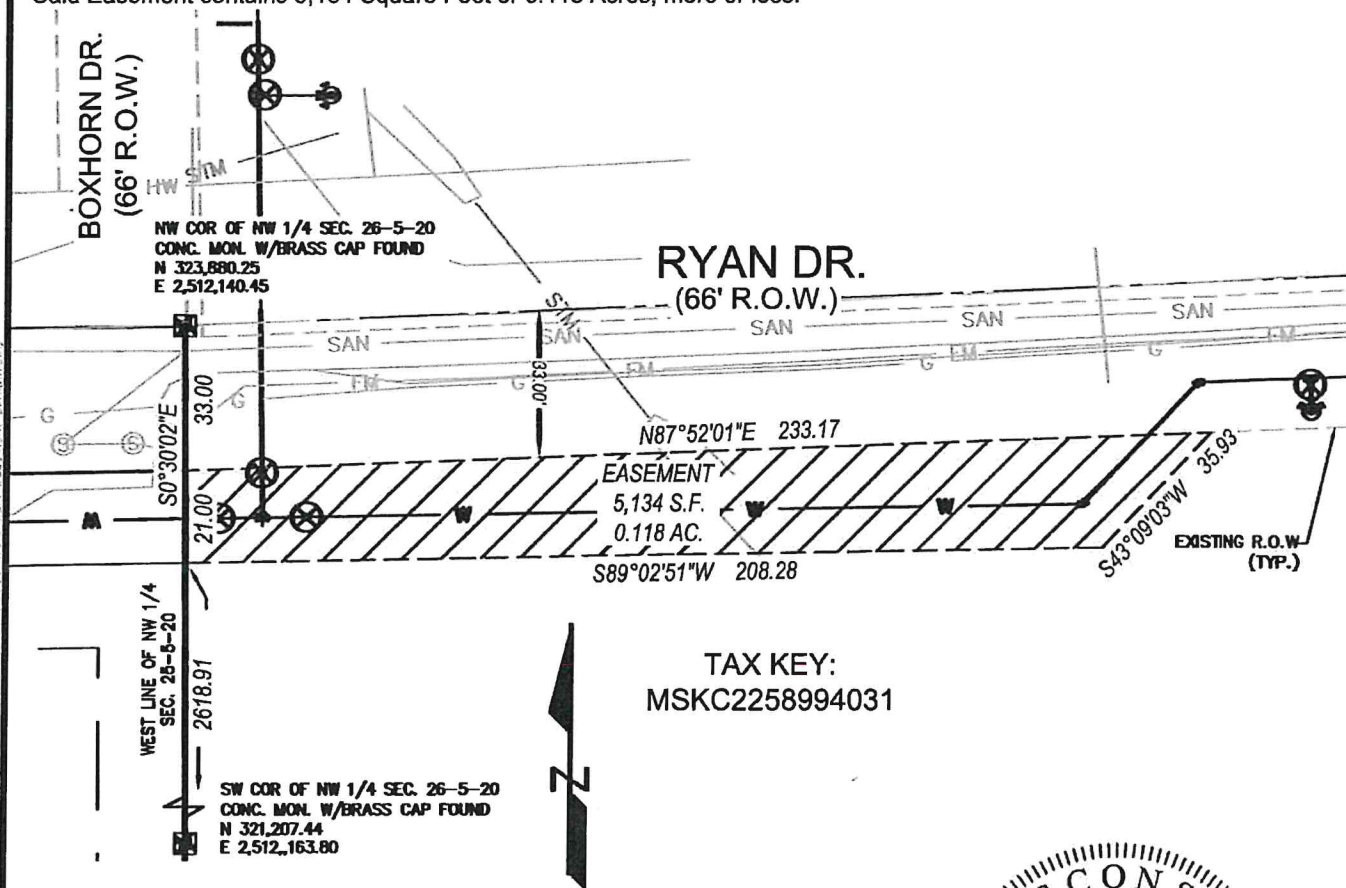 BOXHORN DR.
(66' R.O.W.)
HW
STM
NW COR OF NW 1/4 SEC. 26-5-20
CONC. MON. W/BRASS CAP FOUND
N 323,880.25
E 2,512,140.45
RYAN DR.
(66' R.O.W.)
STM
SAN
SAN
SAN
SAN
SAN
FM
G
FM
G
FM
G
FM
G
G
S
S
S0°30'02"E
33.00
33.00'
N87°52'01"E 233.17
EASEMENT
5,134 S.F.
0.118 AC.
21.00
W
W
W
W
S89°02'51"W 208.28
S43°09'03"W 35.93
EXISTING R.O.W
(TYP.)
WEST LINE OF NW 1/4
SEC. 26-5-20
2618.91
TAX KEY:
MSKC2258994031
SW COR OF NW 1/4 SEC. 26-5-20
CONC. MON. W/BRASS CAP FOUND
N 321,207.44
E 2,512,163.80
Z